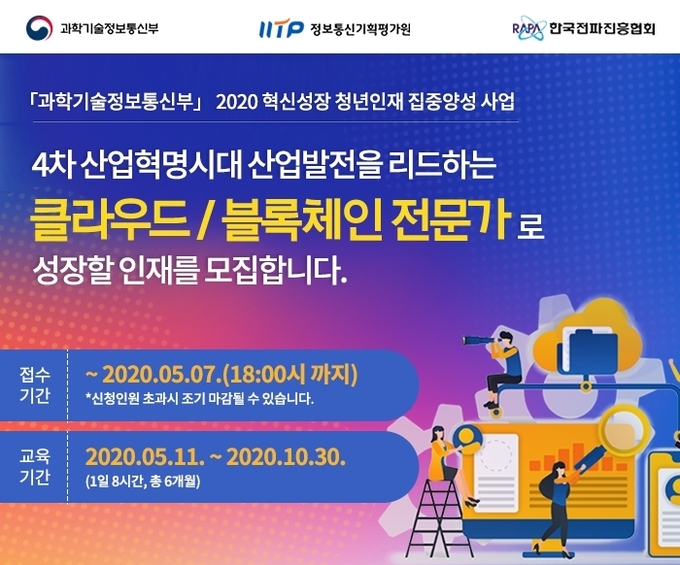 과학기술정보통신부
IITP 정보통신기획평가원
RAPA 한국전파진흥협회
「과학기술정보통신부」 2020 혁신성장 청년인재 집중양성 사업
4차 산업혁명시대 산업발전을 리드하는
클라우드 / 블록체인 전문가 로
성장할 인재를 모집합니다.
접수
기간
~ 2020.05.07.(18:00시 까지)
*신청인원 초과시 조기 마감될 수 있습니다.
교육
기간
2020.05.11. ~ 2020.10.30.
(1일 8시간, 총 6개월)